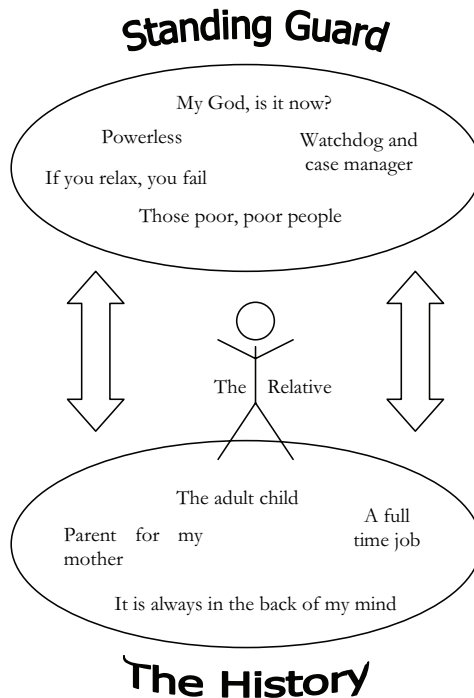 Standing Guard
My God, is it now?
Powerless
Watchdog and
case manager
If you relax, you fail
Those poor, poor people
The Relative
The adult child
A full
time job
Parent for my
mother
It is always in the back of my mind
The History